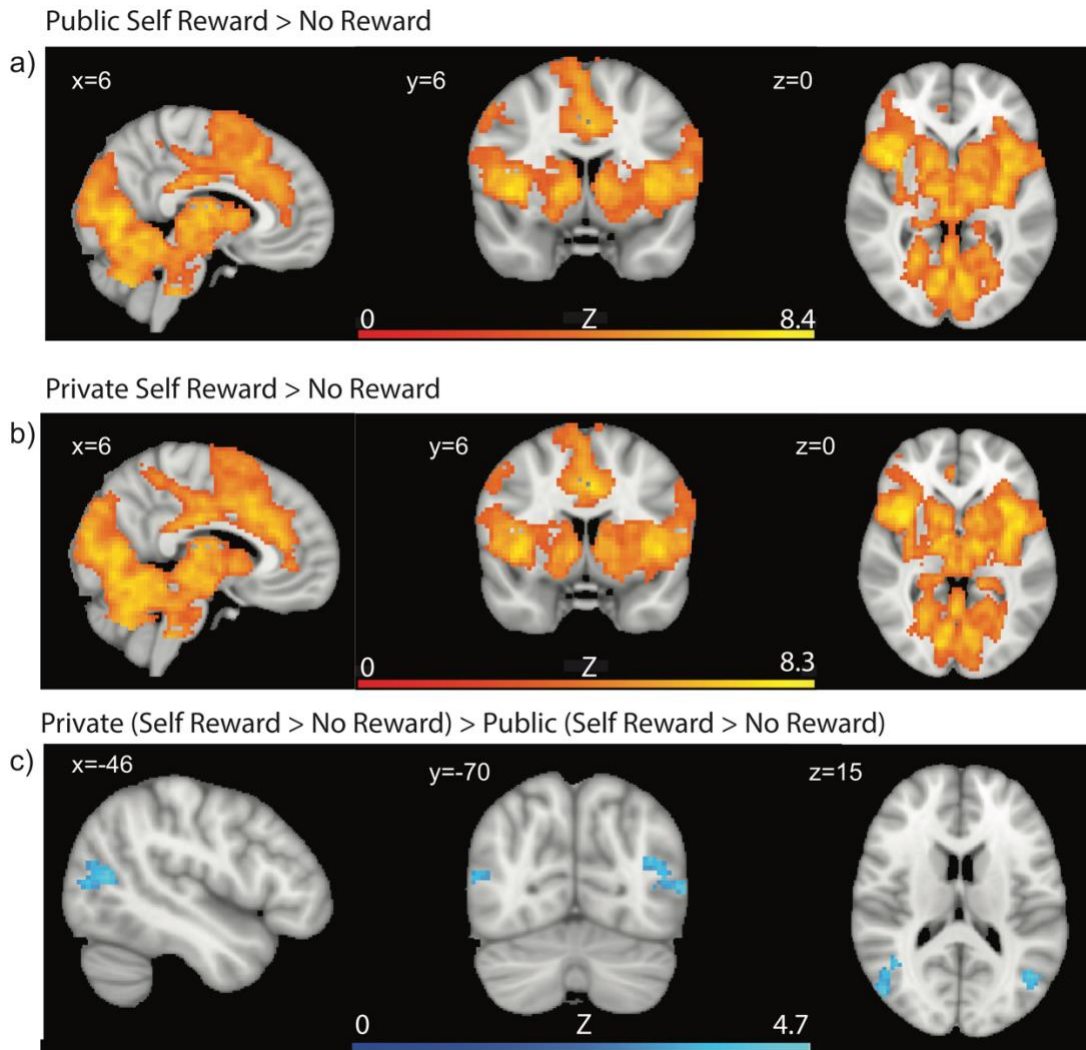 Public Self Reward > No Reward
a)
x=6
y=6
z=0
0
Z
8.4
Private Self Reward > No Reward
b)
x=6
y=6
z=0
0
Z
8.3
Private (Self Reward > No Reward) > Public (Self Reward > No Reward)
c)
x=-46
y=-70
z=15
0
Z
4.7